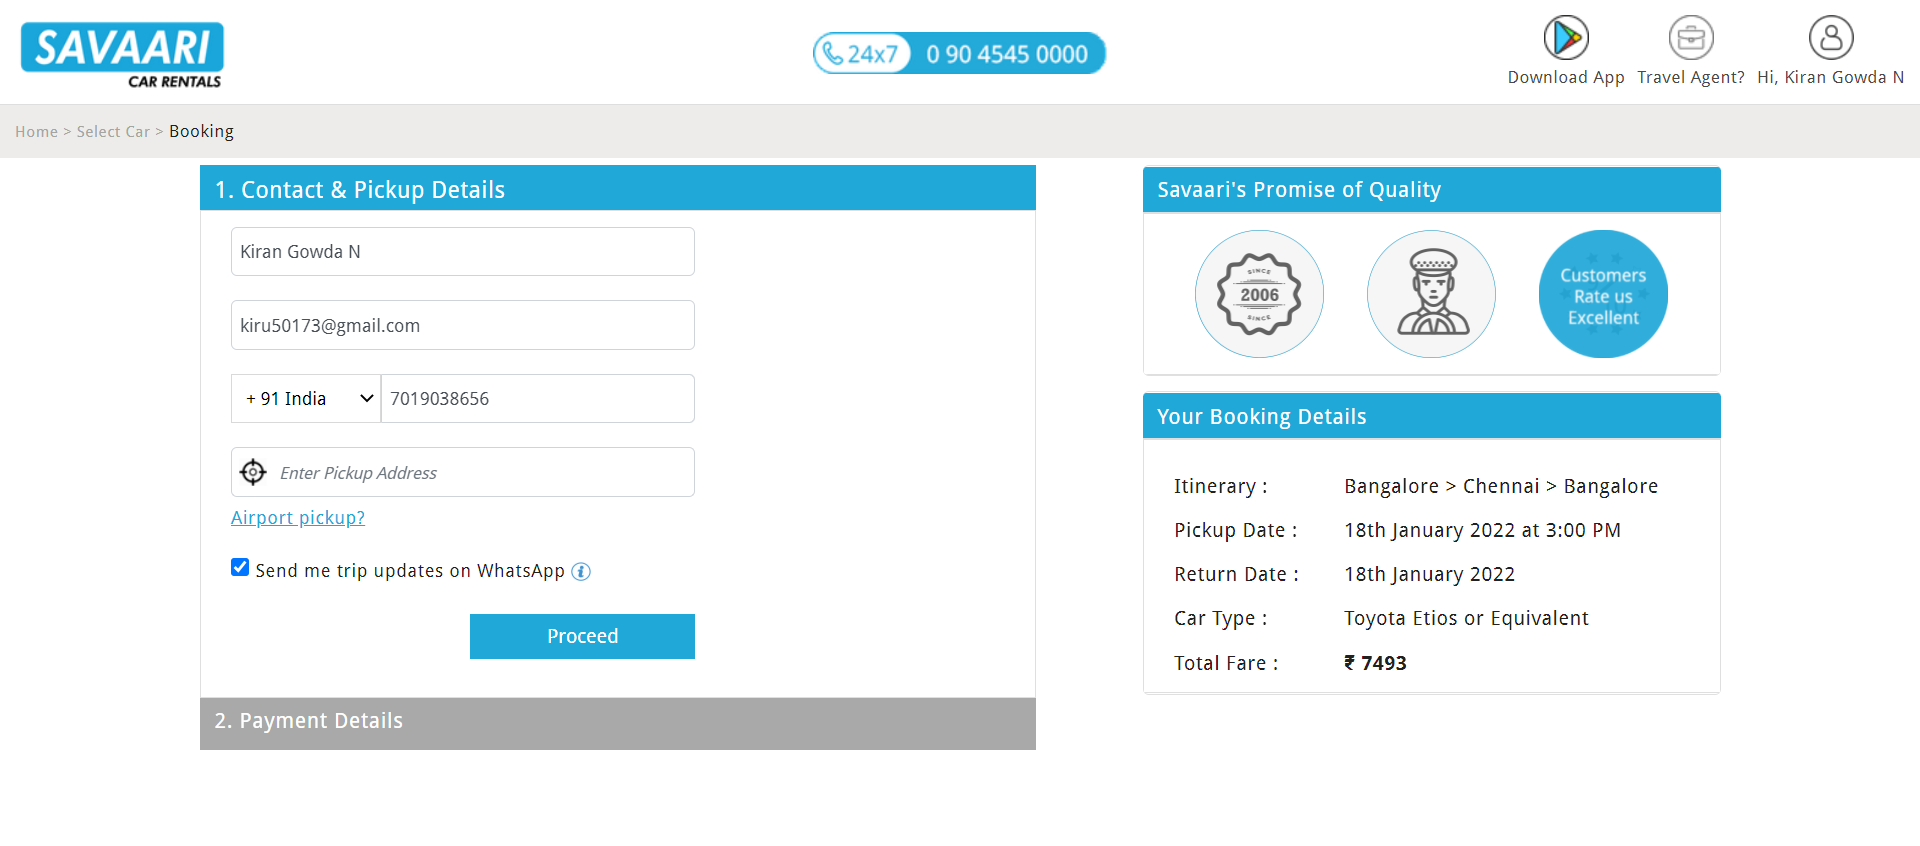 SAVAARI
CAR RENTALS
24x7 0 90 4545 0000
Download App
Travel Agent?
Hi, Kiran Gowda N
Home > Select Car > Booking
1. Contact & Pickup Details
Kiran Gowda N
kiru50173@gmail.com
+ 91 India 7019038656
Enter Pickup Address
Airport pickup?
Send me trip updates on WhatsApp i
Proceed
2. Payment Details
Savaari's Promise of Quality
SINCE
2006
SINCE
Customers
Rate us
Excellent
Your Booking Details
Itinerary : Bangalore > Chennai > Bangalore
Pickup Date : 18th January 2022 at 3:00 PM
Return Date : 18th January 2022
Car Type : Toyota Etios or Equivalent
Total Fare : ₹ 7493